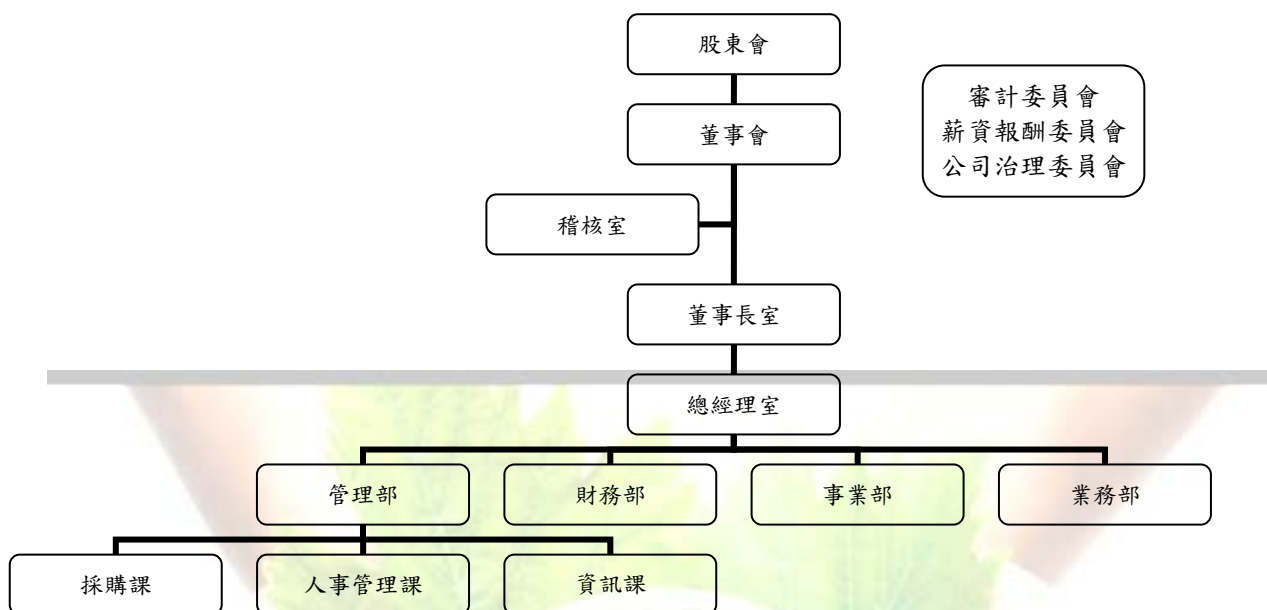 股東會
審計委員會
薪資報酬委員會
公司治理委員會
董事會
稽核室
董事長室
總經理室
管理部
財務部
事業部
業務部
採購課
人事管理課
資訊課